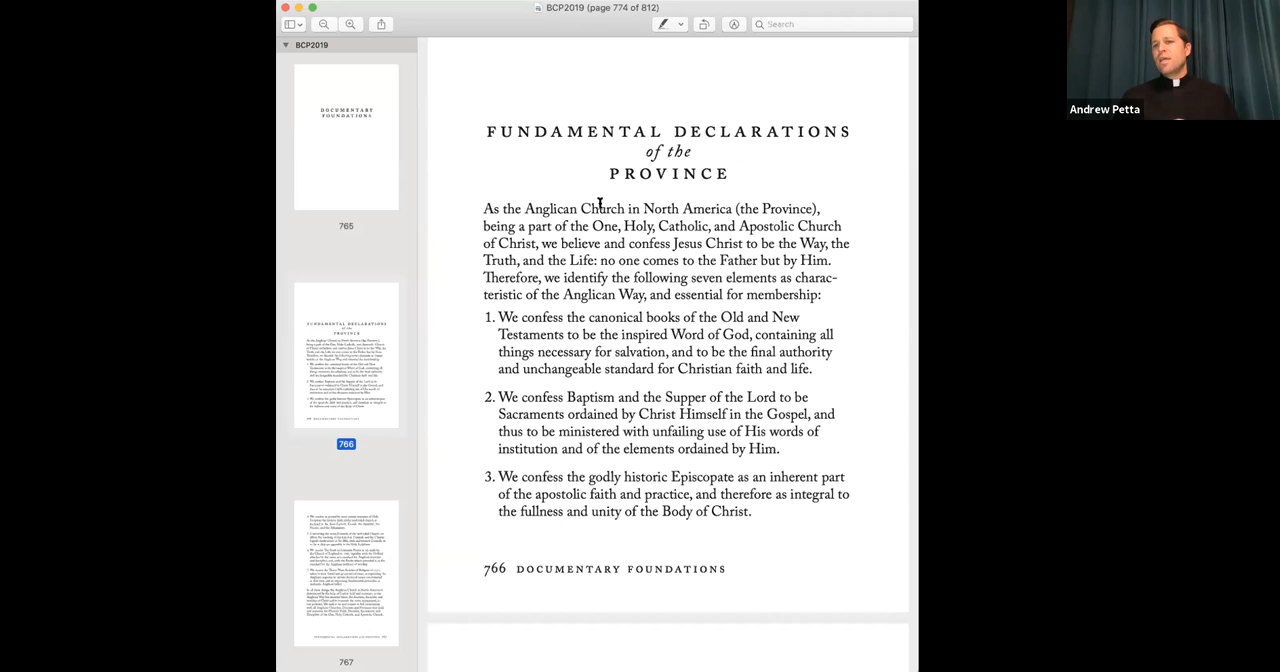 BCP2019 (page 774 of 812)
Search
BCP2019
DOCUMENTARY
FOUNDATIONS
765
FUNDAMENTAL DECLARATIONS
of the
PROVINCE
766
767
FUNDAMENTAL DECLARATIONS
of the
PROVINCE
As the Anglican Church in North America (the Province),
being a part of the One, Holy, Catholic, and Apostolic Church
of Christ, we believe and confess Jesus Christ to be the Way, the
Truth, and the Life: no one comes to the Father but by Him.
Therefore, we identify the following seven elements as charac-
teristic of the Anglican Way, and essential for membership:
1. We confess the canonical books of the Old and New
Testaments to be the inspired Word of God, containing all
things necessary for salvation, and to be the final authority
and unchangeable standard for Christian faith and life.
2. We confess Baptism and the Supper of the Lord to be
Sacraments ordained by Christ Himself in the Gospel, and
thus to be ministered with unfailing use of His words of
institution and of the elements ordained by Him.
3. We confess the godly historic Episcopate as an inherent part
of the apostolic faith and practice, and therefore as integral to
the fullness and unity of the Body of Christ.
766 DOCUMENTARY FOUNDATIONS
Andrew Petta